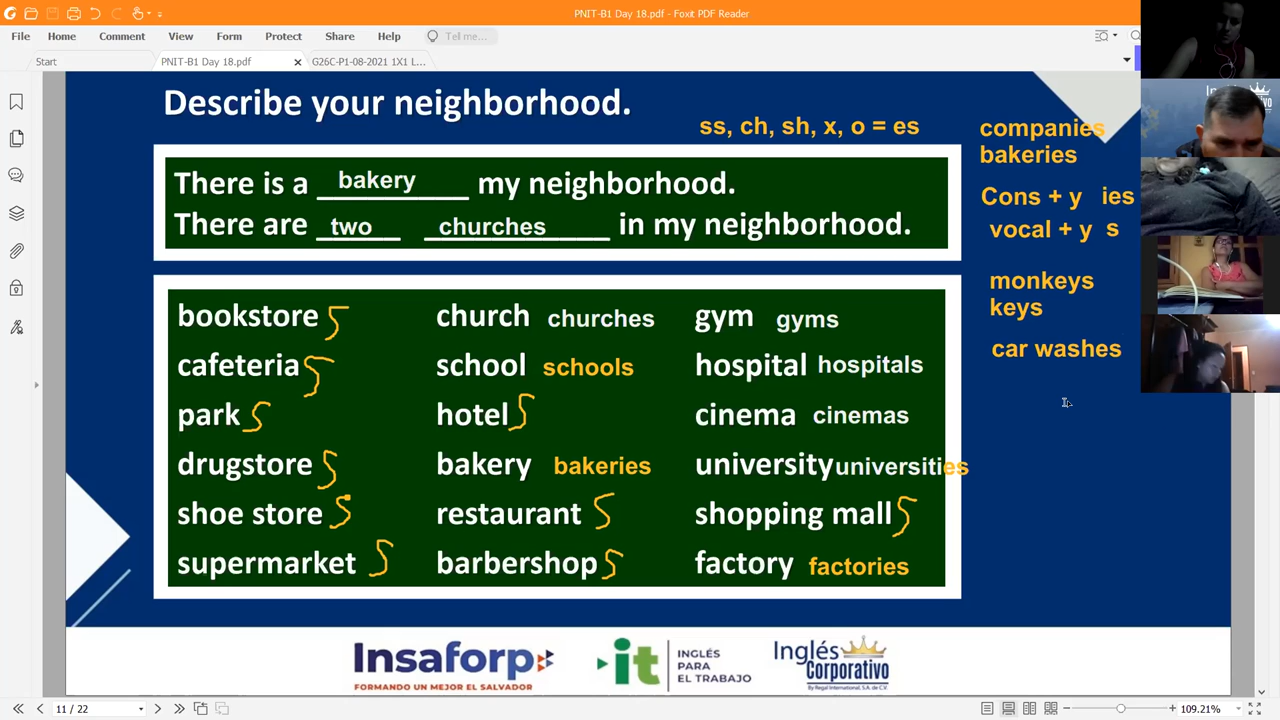 PNIT-B1 Day 18.pdf - Foxit PDF Reader
File Home Comment View Form Protect Share Help Tell me...
Start PNIT-B1 Day 18.pdf G26C-P1-08-2021 1X1 L...
Describe your neighborhood.
ss, ch, sh, x, o = es
There is a bakery my neighborhood.
There are two churches in my neighborhood.
companies
bakeries
Cons + y ies
vocal + y s
monkeys
keys
car washes
bookstore s church churches gym gyms
cafeteria s school schools hospital hospitals
park s hotel s cinema cinemas
drugstore s bakery bakeries university universities
shoe store s restaurant s shopping mall s
supermarket s barbershop s factory factories
Insaforp
FORMANDO UN MEJOR EL SALVADOR
it INGLÉS PARA EL TRABAJO
Inglés Corporativo
By Regal International, S.A. de C.V.
11 / 22
109.21%